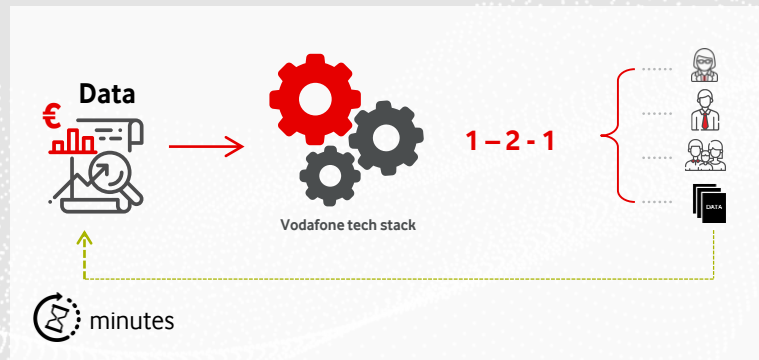 Data
€
1 – 2 - 1
DATA
Vodafone tech stack
minutes